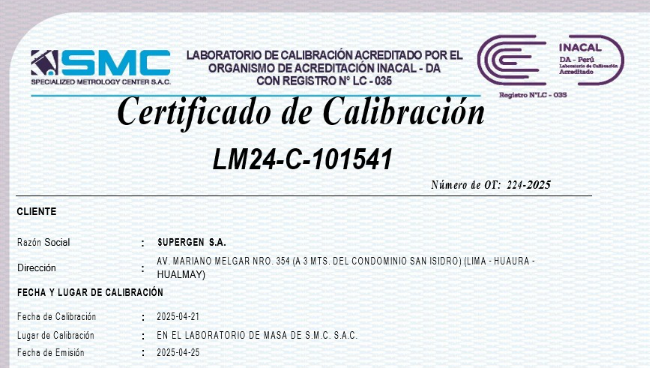 SMC
SPECIALIZED METROLOGY CENTER S.A.C.
LABORATORIO DE CALIBRACIÓN ACREDITADO POR EL
ORGANISMO DE ACREDITACIÓN INACAL - DA
CON REGISTRO N° LC - 035
INACAL
DA - Perú
Laboratorio de Calibración
Acreditado
Registro N°LC - 035
Certificado de Calibración
LM24-C-101541
Número de OT: 224-2025
CLIENTE
Razón Social : SUPERGEN S.A.
Dirección : AV. MARIANO MELGAR NRO. 354 (A 3 MTS. DEL CONDOMINIO SAN ISIDRO) (LIMA - HUAURA -
HUALMAY)
FECHA Y LUGAR DE CALIBRACIÓN
Fecha de Calibración : 2025-04-21
Lugar de Calibración : EN EL LABORATORIO DE MASA DE S.M.C. S.A.C.
Fecha de Emisión : 2025-04-25